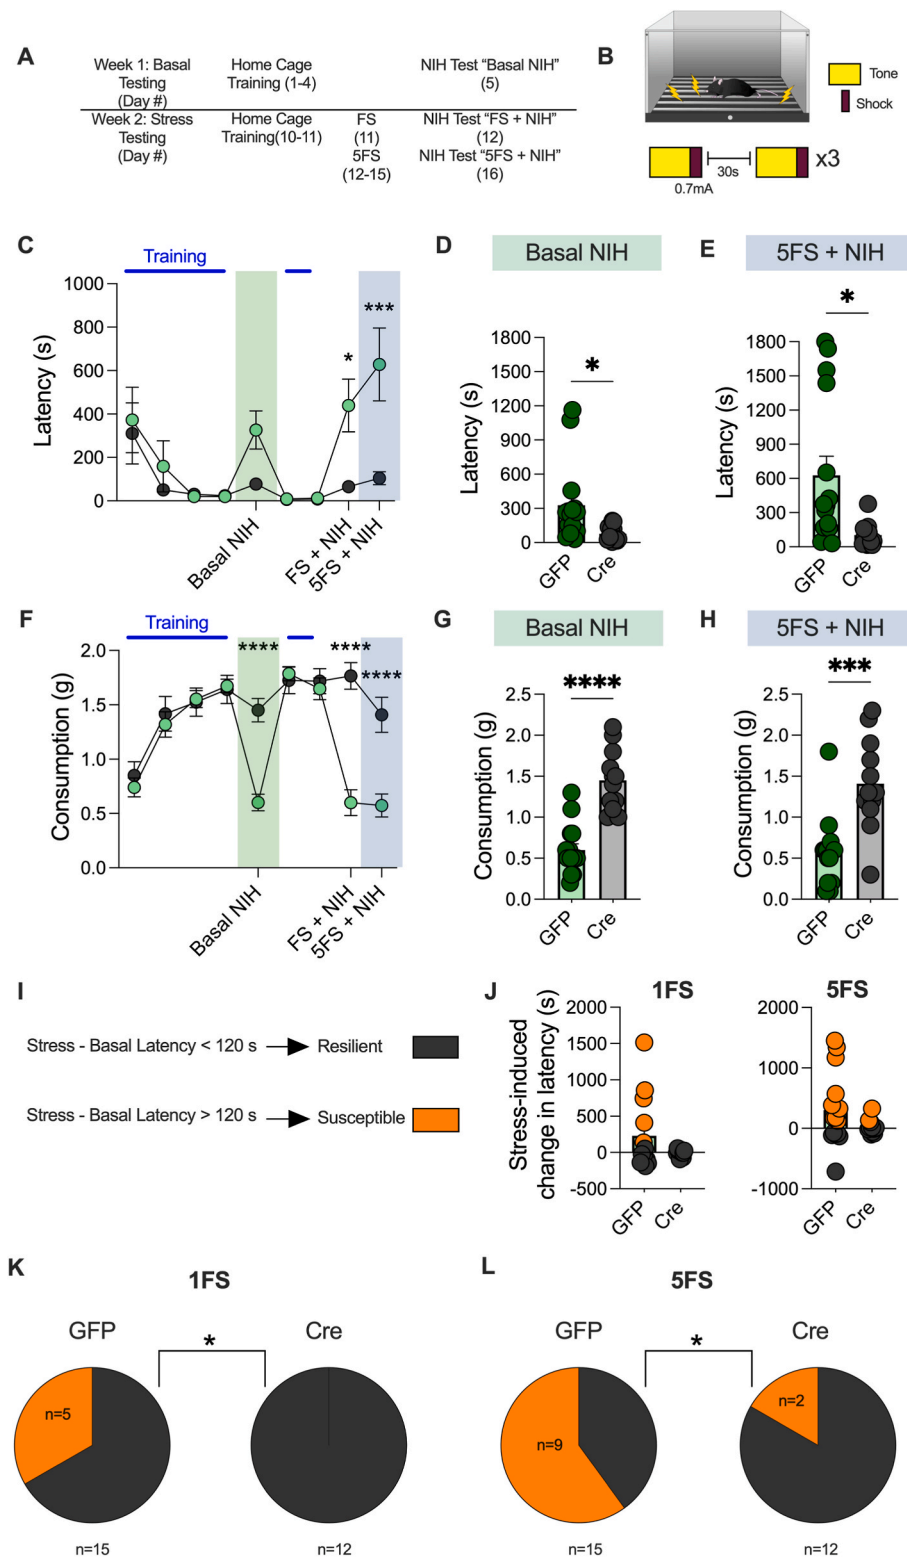 A
Week 1: Basal
Testing
(Day #)
Home Cage
Training (1-4)
NIH Test “Basal NIH”
(5)
Week 2: Stress
Testing
(Day #)
Home Cage
Training(10-11)
FS
(11)
5FS
(12-15)
NIH Test “FS + NIH”
(12)
NIH Test “5FS + NIH”
(16)
B
Tone
Shock
30s
x3
0.7mA
C
Training
Latency (s)
1000
800
600
400
200
0
*
***
Basal NIH
FS + NIH
5FS + NIH
D
Basal NIH
Latency (s)
1800
1500
1200
900
600
300
0
*
GFP
Cre
E
5FS + NIH
Latency (s)
1800
1500
1200
900
600
300
0
*
GFP
Cre
F
Training
Consumption (g)
2.0
1.5
1.0
0.5
0.0
****
****
****
Basal NIH
FS + NIH
5FS + NIH
G
Basal NIH
Consumption (g)
2.5
2.0
1.5
1.0
0.5
0.0
****
GFP
Cre
H
5FS + NIH
Consumption (g)
2.5
2.0
1.5
1.0
0.5
0.0
***
GFP
Cre
I
Stress - Basal Latency < 120 s
Resilient
Stress - Basal Latency > 120 s
Susceptible
J
1FS
Stress-induced
change in latency (s)
2000
1500
1000
500
0
-500
GFP
Cre
5FS
2000
1000
0
-1000
GFP
Cre
K
1FS
GFP
*
Cre
n=5
n=15
n=12
L
5FS
GFP
*
Cre
n=9
n=2
n=15
n=12